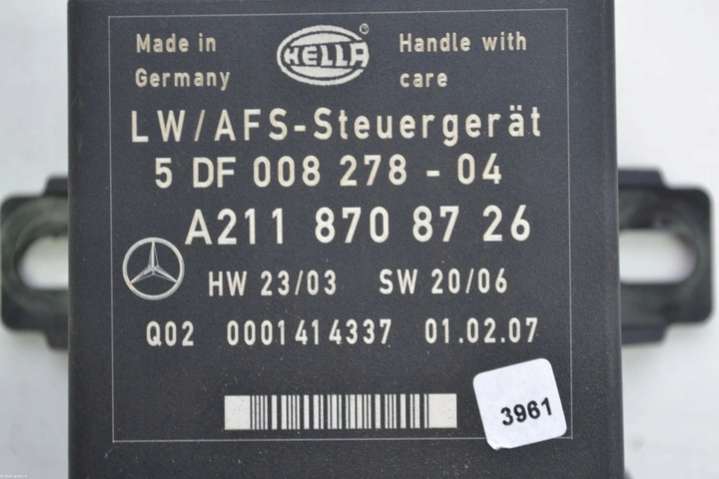 Made in
Germany
HELLA
Handle with
care
LW/AFS-Steuergerät
5 DF 008 278 - 04
A211 870 87 26
HW 23/03 SW 20/06
Q02 0001414337 01.02.07
3961